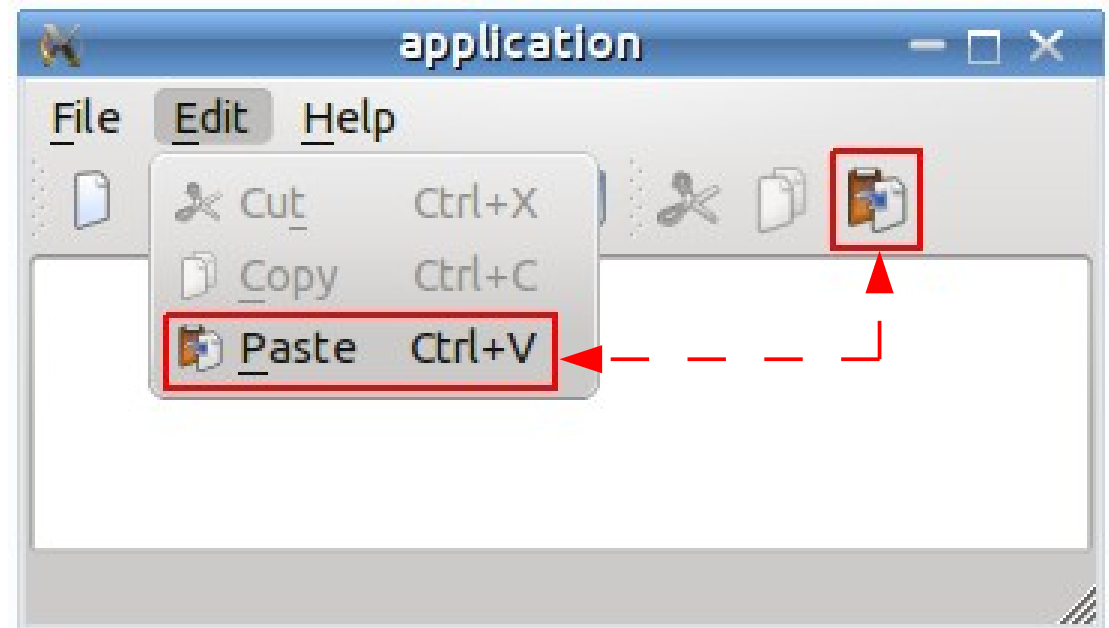 application
File Edit Help
Cut Ctrl+X
Copy Ctrl+C
Paste Ctrl+V